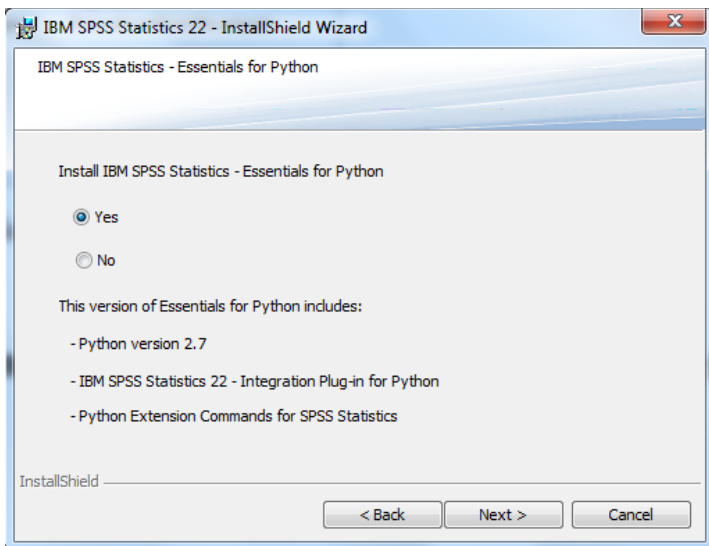 IBM SPSS Statistics 22 - InstallShield Wizard
IBM SPSS Statistics - Essentials for Python
Install IBM SPSS Statistics - Essentials for Python
Yes
No
This version of Essentials for Python includes:
- Python version 2.7
- IBM SPSS Statistics 22 - Integration Plug-in for Python
- Python Extension Commands for SPSS Statistics
InstallShield
< Back
Next >
Cancel